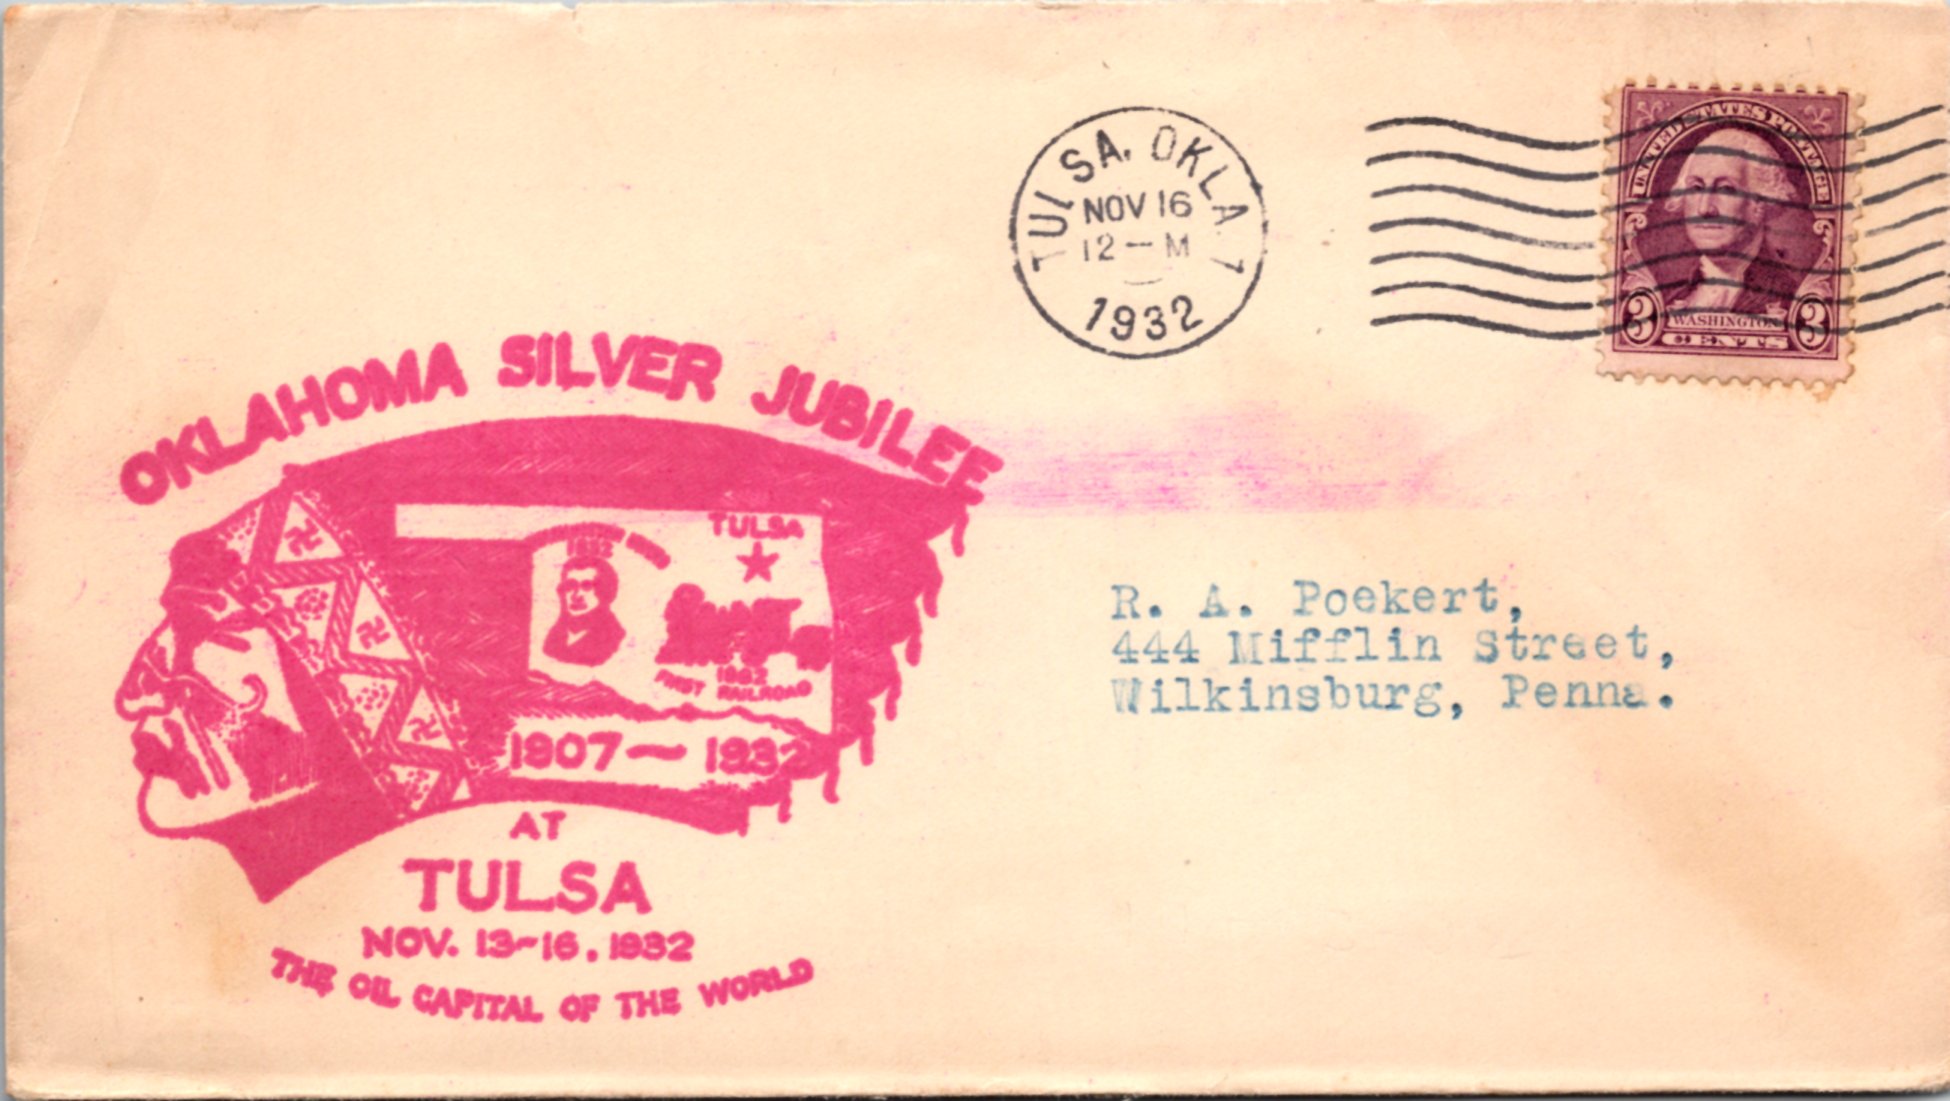 TULSA, OKLA. 7
NOV 16
12 — M
1932
UNITED STATES POSTAGE
3 WASHINGTON 3
CENTS
OKLAHOMA SILVER JUBILEE
TULSA
1882
1882
FIRST RAILROAD
1907~1932
AT
TULSA
NOV. 13-16, 1932
THE OIL CAPITAL OF THE WORLD
R. A. Poekert,
444 Mifflin Street,
Wilkinsburg, Penna.